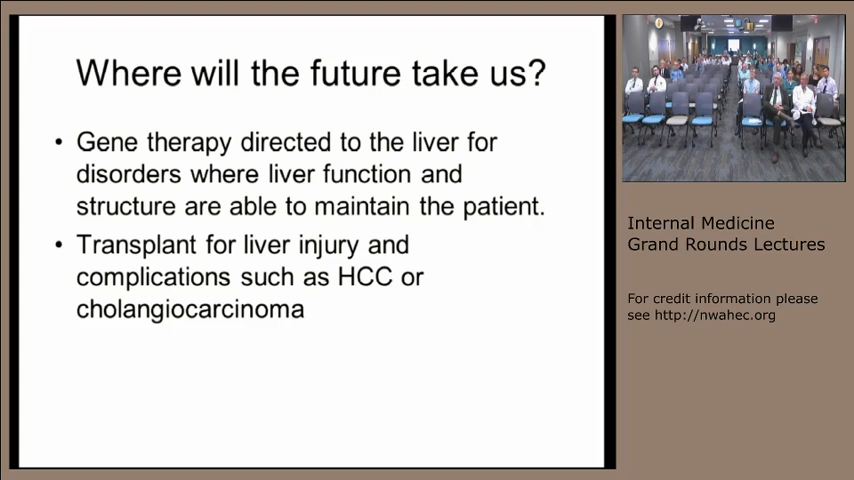 Where will the future take us?
• Gene therapy directed to the liver for
disorders where liver function and
structure are able to maintain the patient.
• Transplant for liver injury and
complications such as HCC or
cholangiocarcinoma
Internal Medicine
Grand Rounds Lectures
For credit information please
see http://nwahec.org